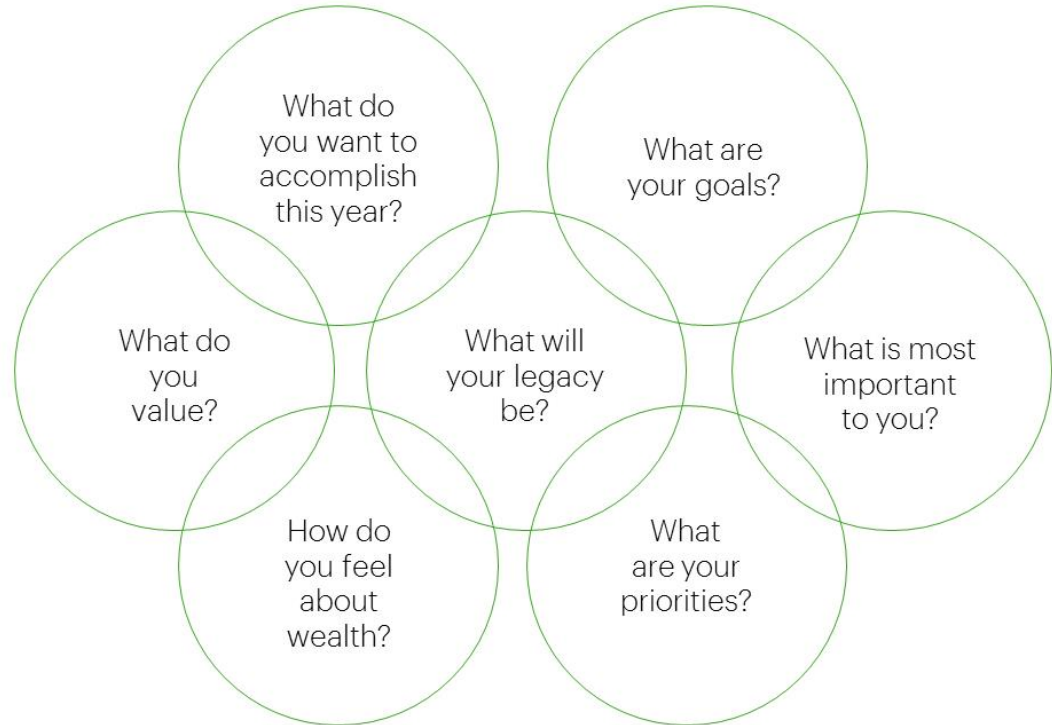 What do
you want to
accomplish
this year?
What are
your goals?
What do
you
value?
What will
your legacy
be?
What is most
important
to you?
How do
you feel
about
wealth?
What
are your
priorities?